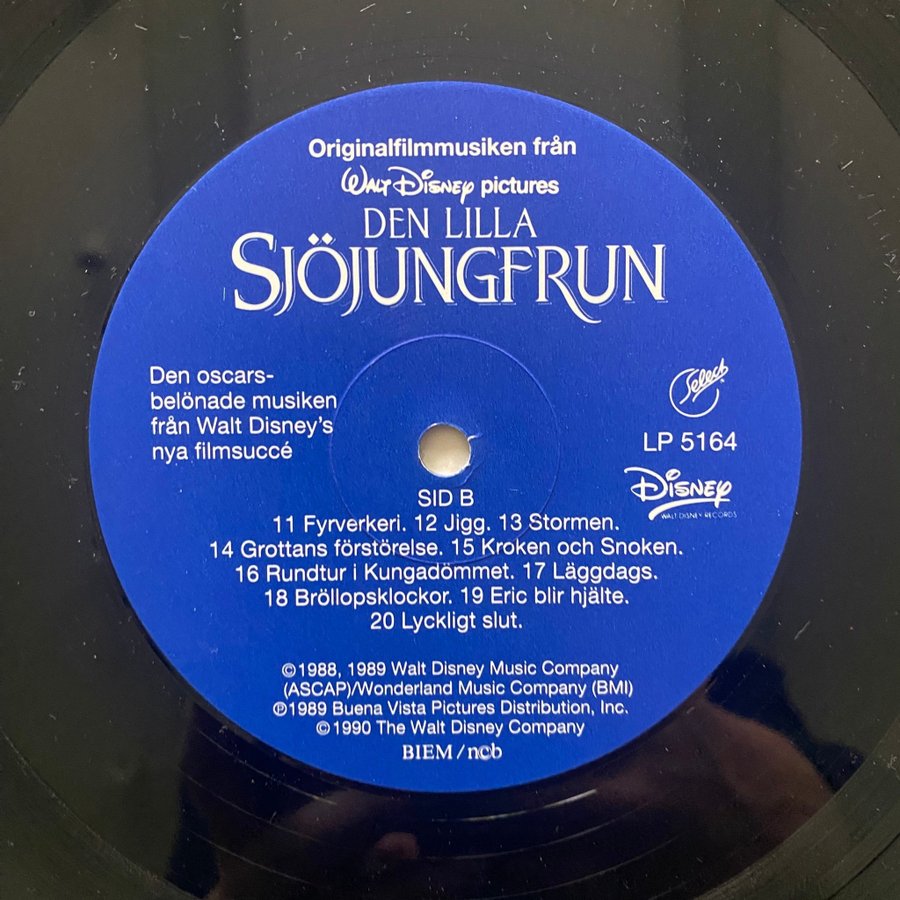 Originalfilmmusiken från
WALT DISNEY pictures
DEN LILLA
SJÖJUNGFRUN
Den oscars-
belönade musiken
från Walt Disney's
nya filmsuccé
Select
LP 5164
DISNEY
WALT DISNEY RECORDS
SID B
11 Fyrverkeri. 12 Jigg. 13 Stormen.
14 Grottans förstörelse. 15 Kroken och Snoken.
16 Rundtur i Kungadömmet. 17 Läggdags.
18 Bröllopsklockor. 19 Eric blir hjälte.
20 Lyckligt slut.
©1988, 1989 Walt Disney Music Company
(ASCAP)/Wonderland Music Company (BMI)
℗1989 Buena Vista Pictures Distribution, Inc.
©1990 The Walt Disney Company
BIEM/ncb